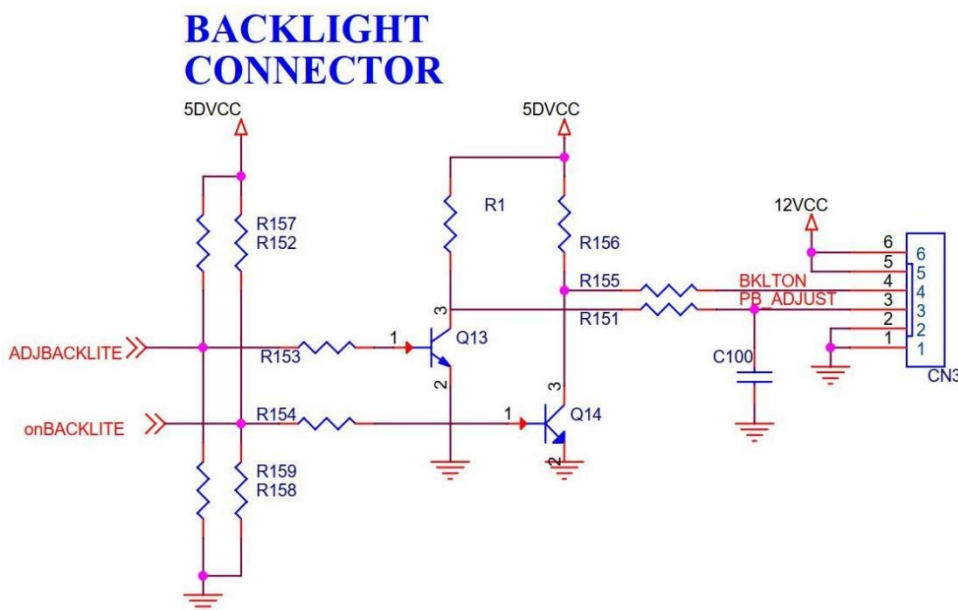 BACKLIGHT
CONNECTOR
5DVCC
5DVCC
12VCC
R157
R152
R1
R156
R155
R151
BKLTON
PB_ADJUST
6
5
4
3
2
1
6
5
4
3
2
1
CN3
C100
ADJBACKLITE
R153
1
3
Q13
2
onBACKLITE
R154
1
3
Q14
2
R159
R158